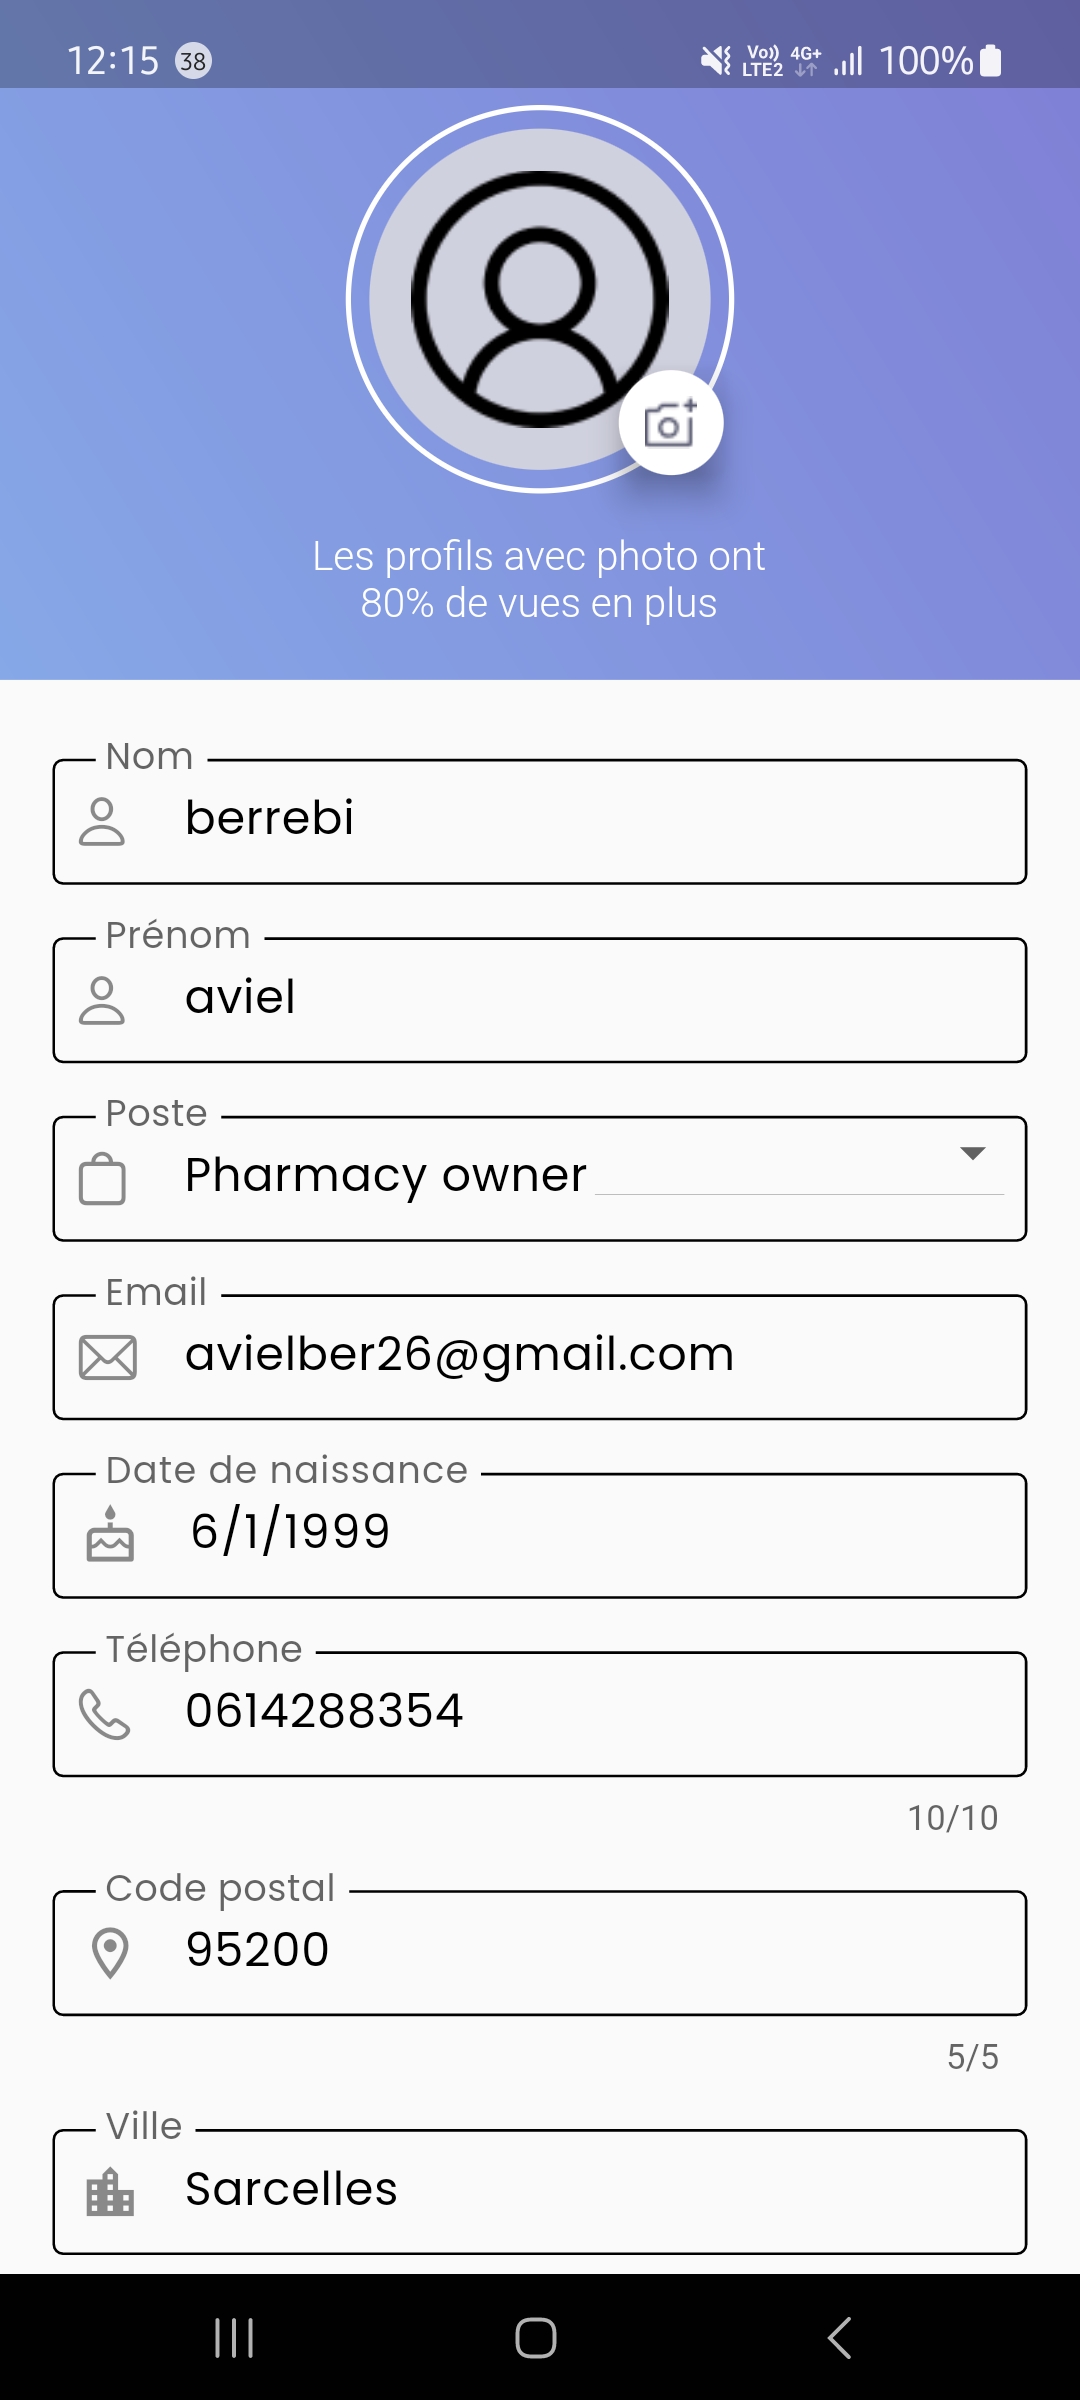 12:15 38 Vo)) LTE2 4G+ 100%
Les profils avec photo ont
80% de vues en plus
Nom
berrebi
Prénom
aviel
Poste
Pharmacy owner
Email
avielber26@gmail.com
Date de naissance
6/1/1999
Téléphone
0614288354
10/10
Code postal
95200
5/5
Ville
Sarcelles